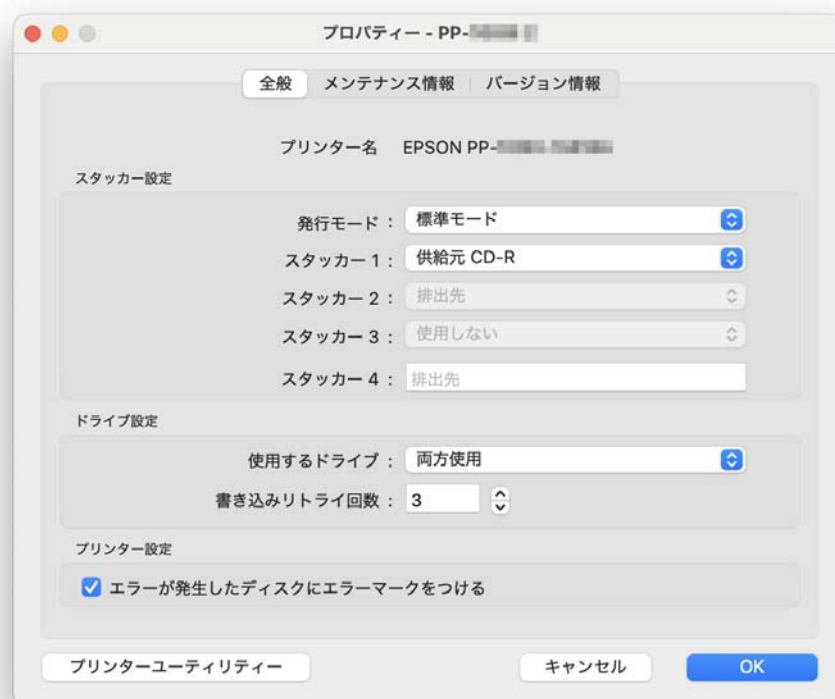 プロパティー - PP-
全般 メンテナンス情報 バージョン情報
プリンター名 EPSON PP-
スタッカー設定
発行モード : 標準モード
スタッカー 1 : 供給元 CD-R
スタッカー 2 : 排出先
スタッカー 3 : 使用しない
スタッカー 4 : 排出先
ドライブ設定
使用するドライブ : 両方使用
書き込みリトライ回数 : 3
プリンター設定
エラーが発生したディスクにエラーマークをつける
プリンターユーティリティー キャンセル OK